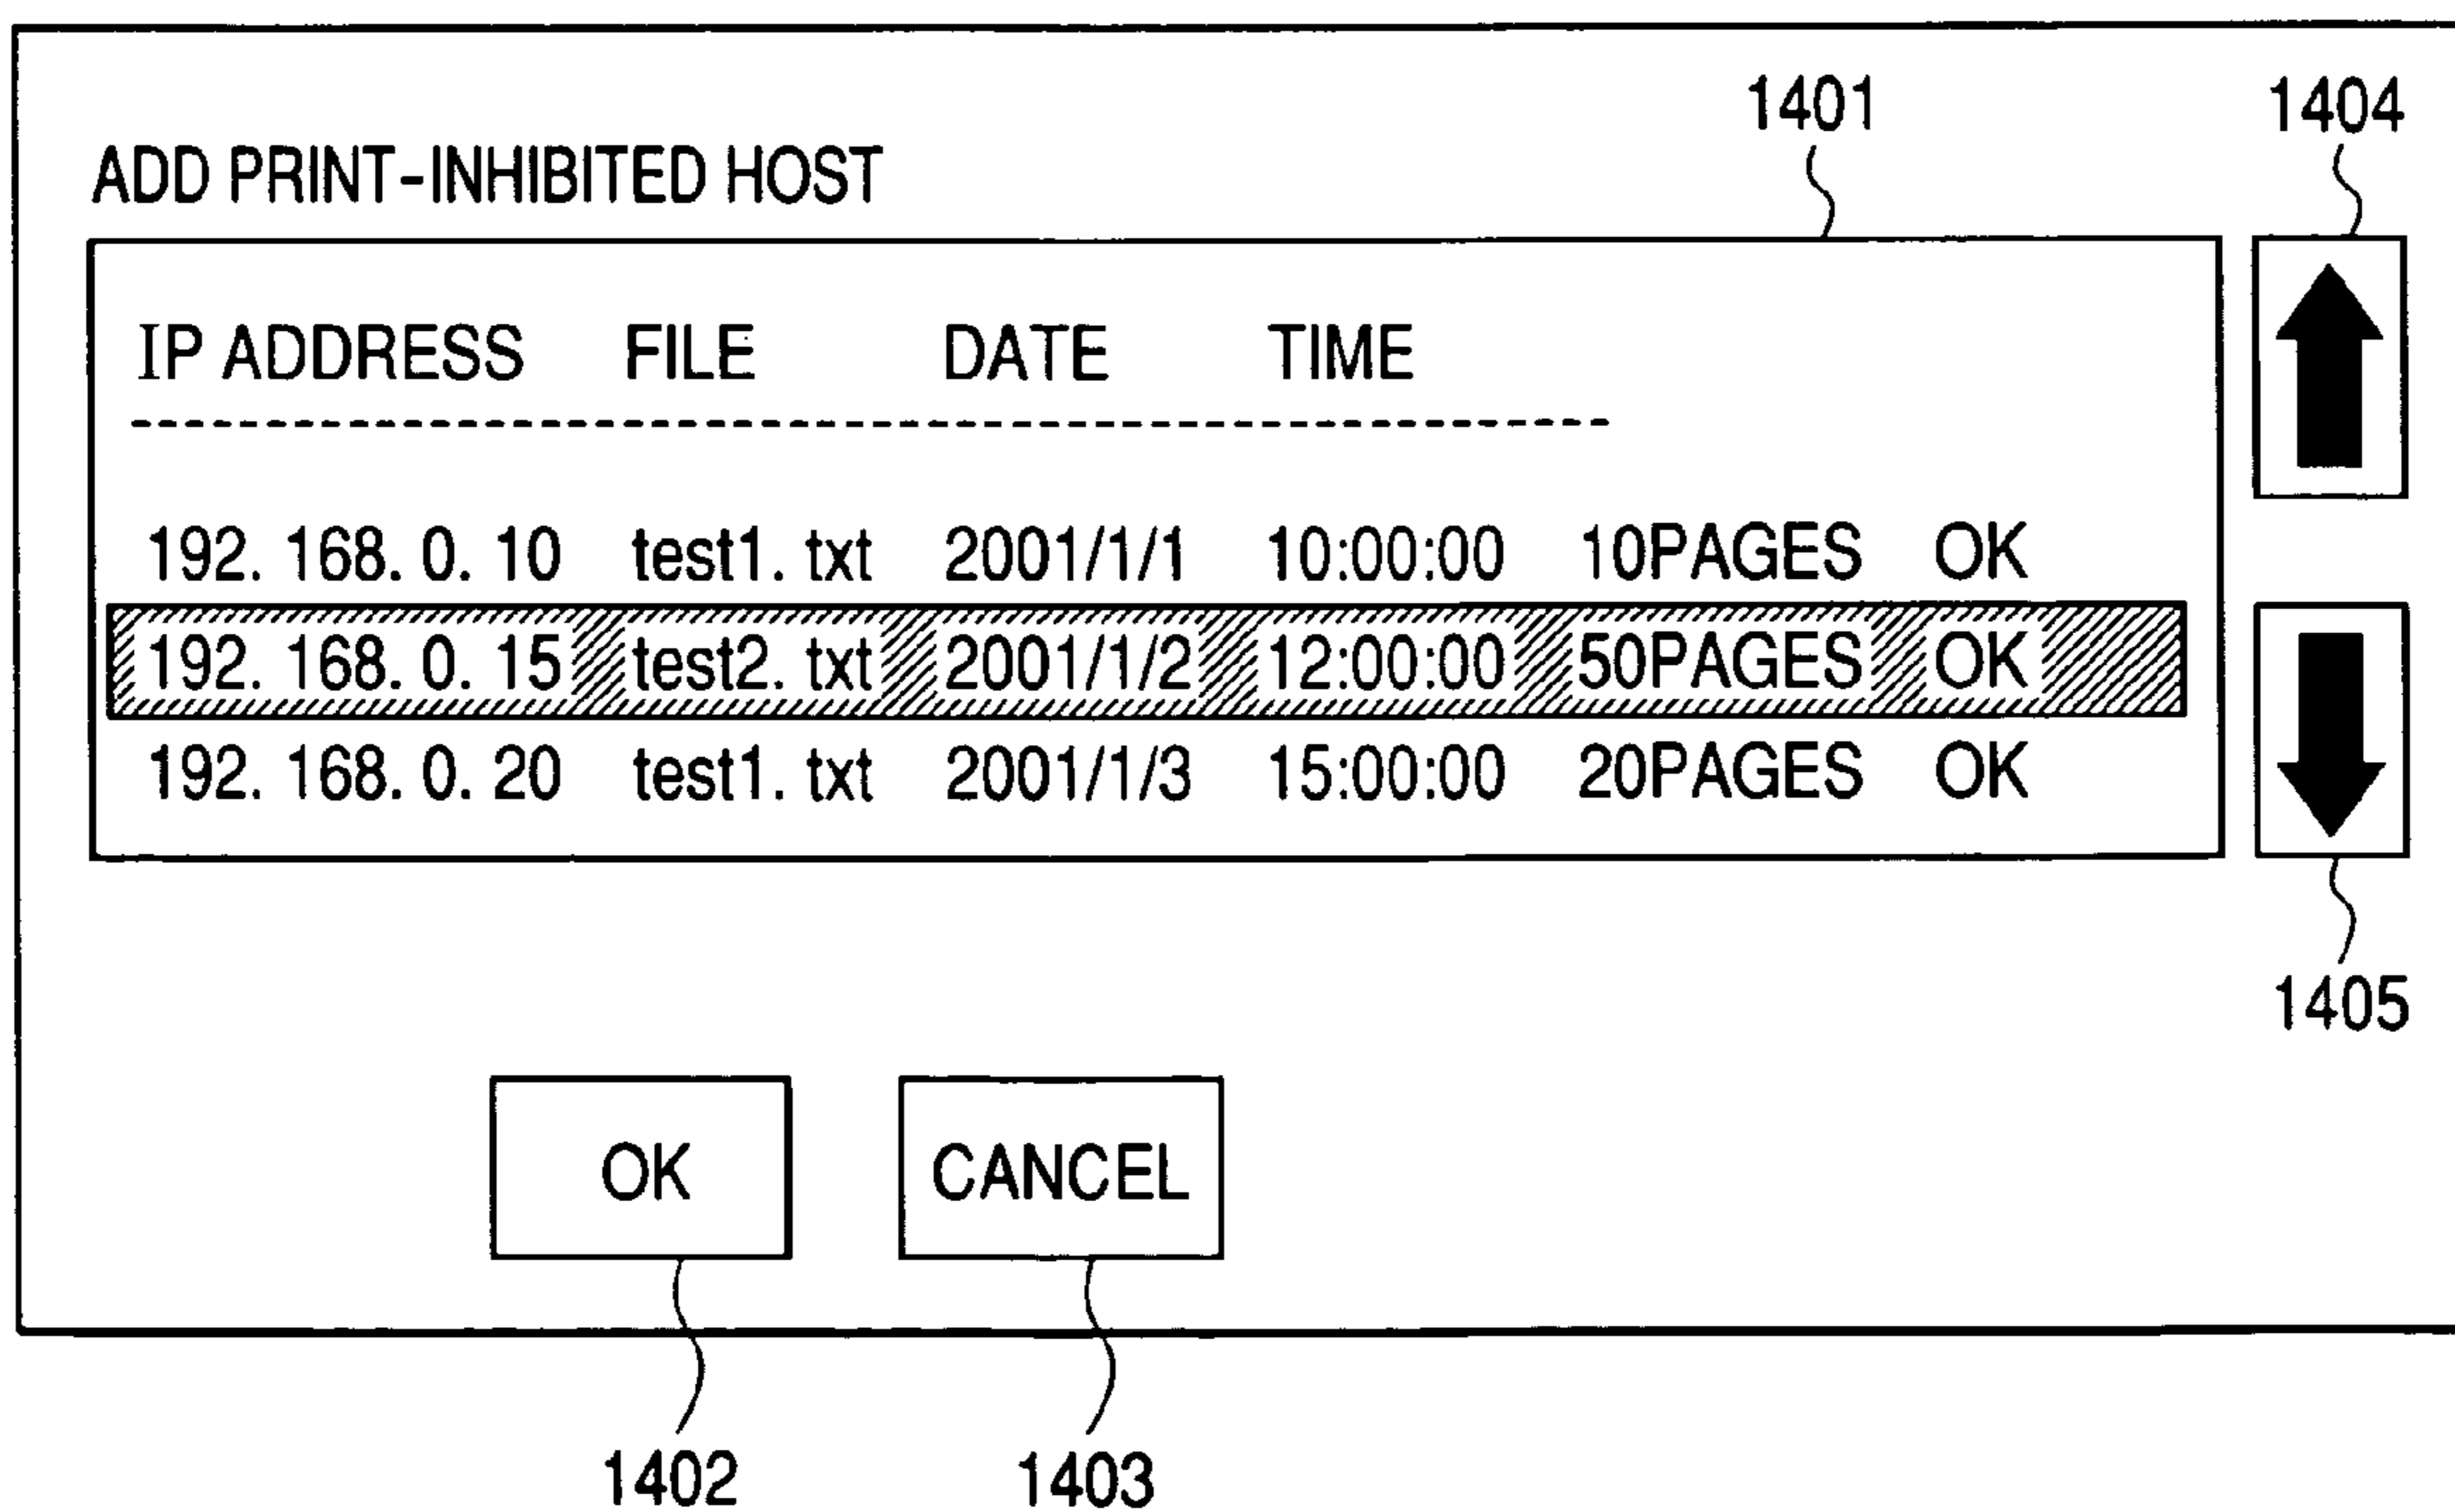 1401 1404
ADD PRINT-INHIBITED HOST
IP ADDRESS FILE DATE TIME
192. 168. 0. 10 test1. txt 2001/1/1 10:00:00 10PAGES OK
192. 168. 0. 15 test2. txt 2001/1/2 12:00:00 50PAGES OK
192. 168. 0. 20 test1. txt 2001/1/3 15:00:00 20PAGES OK
1405
OK CANCEL
1402 1403